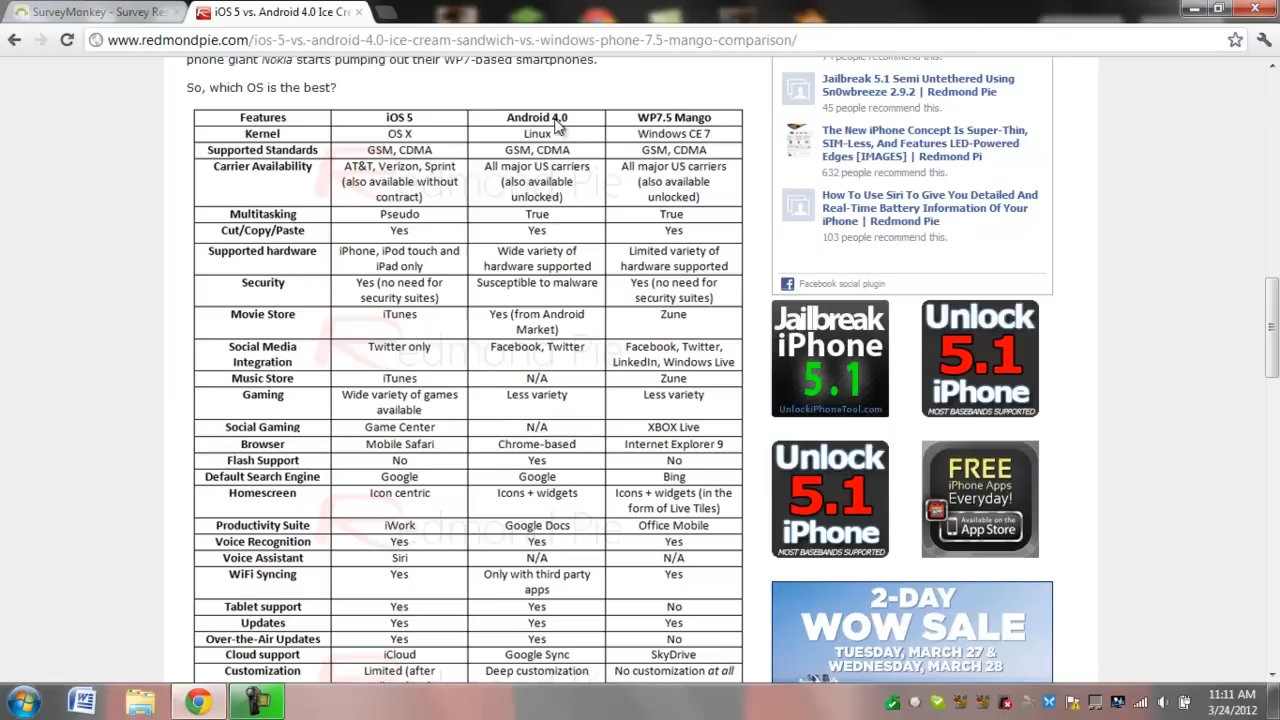 SurveyMonkey - Survey Res
iOS 5 vs. Android 4.0 Ice Cre
www.redmondpie.com/ios-5-vs.-android-4.0-ice-cream-sandwich-vs.-windows-phone-7.5-mango-comparison/
phone giant Nokia starts pumping out their WP7-based smartphones.
So, which OS is the best?
Features iOS 5 Android 4.0 WP7.5 Mango
Kernel OS X Linux Windows CE 7
Supported Standards GSM, CDMA GSM, CDMA GSM, CDMA
Carrier Availability AT&T, Verizon, Sprint All major US carriers All major US carriers
(also available without (also available (also available
contract) unlocked) unlocked)
Multitasking Pseudo True True
Cut/Copy/Paste Yes Yes Yes
Supported hardware iPhone, iPod touch and Wide variety of Limited variety of
iPad only hardware supported hardware supported
Security Yes (no need for Susceptible to malware Yes (no need for
security suites) security suites)
Movie Store iTunes Yes (from Android Zune
Market)
Social Media Twitter only Facebook, Twitter Facebook, Twitter,
Integration LinkedIn, Windows Live
Music Store iTunes N/A Zune
Gaming Wide variety of games Less variety Less variety
available
Social Gaming Game Center N/A XBOX Live
Browser Mobile Safari Chrome-based Internet Explorer 9
Flash Support No Yes No
Default Search Engine Google Google Bing
Homescreen Icon centric Icons + widgets Icons + widgets (in the
form of Live Tiles)
Productivity Suite iWork Google Docs Office Mobile
Voice Recognition Yes Yes Yes
Voice Assistant Siri N/A N/A
WiFi Syncing Yes Only with third party Yes
apps
Tablet support Yes Yes No
Updates Yes Yes Yes
Over-the-Air Updates Yes Yes No
Cloud support iCloud Google Sync SkyDrive
Customization Limited (after Deep customization No customization at all
Redmond Pie
Redmond Pie
Redmond Pie
74 people recommend this.
Jailbreak 5.1 Semi Untethered Using
Sn0wbreeze 2.9.2 | Redmond Pie
45 people recommend this.
The New iPhone Concept Is Super-Thin,
SIM-Less, And Features LED-Powered
Edges [IMAGES] | Redmond Pi
632 people recommend this.
How To Use Siri To Give You Detailed And
Real-Time Battery Information Of Your
iPhone | Redmond Pie
103 people recommend this.
Facebook social plugin
Jailbreak
iPhone
5.1
UnlockiPhoneTool.com
Unlock
5.1
iPhone
MOST BASEBANDS SUPPORTED
Unlock
5.1
iPhone
MOST BASEBANDS SUPPORTED
FREE
iPhone Apps
Everyday!
Available on the
App Store
2-DAY
WOW SALE
TUESDAY, MARCH 27 &
WEDNESDAY, MARCH 28
11:11 AM
3/24/2012